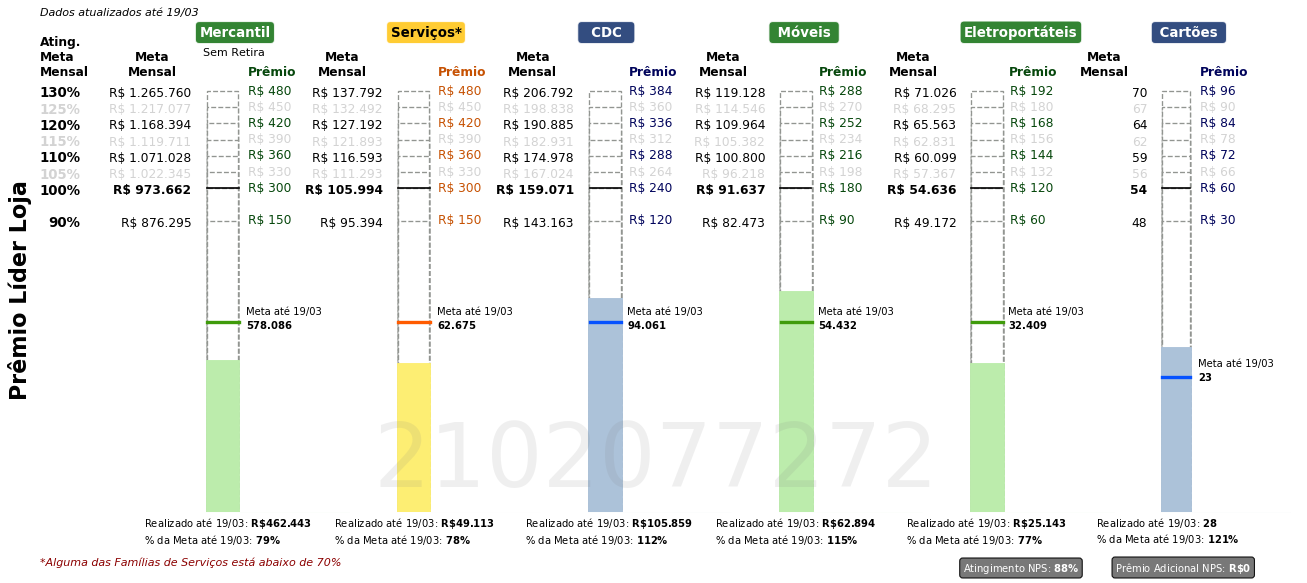 Dados atualizados até 19/03
Mercantil Serviços* CDC Móveis Eletroportáteis Cartões
Sem Retira
Ating. Meta Mensal Meta Mensal Prêmio Meta Mensal Prêmio Meta Mensal Prêmio Meta Mensal Prêmio Meta Mensal Prêmio Meta Mensal Prêmio
130% R$ 1.265.760 R$ 480 R$ 137.792 R$ 480 R$ 206.792 R$ 384 R$ 119.128 R$ 288 R$ 71.026 R$ 192 70 R$ 96
125% R$ 1.217.077 R$ 450 R$ 132.492 R$ 450 R$ 198.838 R$ 360 R$ 114.546 R$ 270 R$ 68.295 R$ 180 67 R$ 90
120% R$ 1.168.394 R$ 420 R$ 127.192 R$ 420 R$ 190.885 R$ 336 R$ 109.964 R$ 252 R$ 65.563 R$ 168 64 R$ 84
115% R$ 1.119.711 R$ 390 R$ 121.893 R$ 390 R$ 182.931 R$ 312 R$ 105.382 R$ 234 R$ 62.831 R$ 156 62 R$ 78
110% R$ 1.071.028 R$ 360 R$ 116.593 R$ 360 R$ 174.978 R$ 288 R$ 100.800 R$ 216 R$ 60.099 R$ 144 59 R$ 72
105% R$ 1.022.345 R$ 330 R$ 111.293 R$ 330 R$ 167.024 R$ 264 R$ 96.218 R$ 198 R$ 57.367 R$ 132 56 R$ 66
100% R$ 973.662 R$ 300 R$ 105.994 R$ 300 R$ 159.071 R$ 240 R$ 91.637 R$ 180 R$ 54.636 R$ 120 54 R$ 60
90% R$ 876.295 R$ 150 R$ 95.394 R$ 150 R$ 143.163 R$ 120 R$ 82.473 R$ 90 R$ 49.172 R$ 60 48 R$ 30
Prêmio Líder Loja
Meta até 19/03 Meta até 19/03 Meta até 19/03 Meta até 19/03 Meta até 19/03
578.086 62.675 94.061 54.432 32.409
Meta até 19/03
23
2102077272
Realizado até 19/03: R$462.443 Realizado até 19/03: R$49.113 Realizado até 19/03: R$105.859 Realizado até 19/03: R$62.894 Realizado até 19/03: R$25.143 Realizado até 19/03: 28
% da Meta até 19/03: 79% % da Meta até 19/03: 78% % da Meta até 19/03: 112% % da Meta até 19/03: 115% % da Meta até 19/03: 77% % da Meta até 19/03: 121%
*Alguma das Famílias de Serviços está abaixo de 70%
Atingimento NPS: 88% Prêmio Adicional NPS: R$0